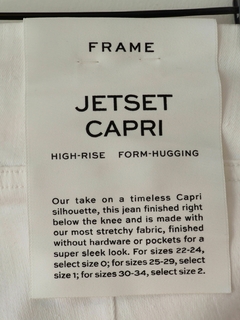 FRAME
JETSET
CAPRI
HIGH-RISE FORM-HUGGING
Our take on a timeless Capri
silhouette, this jean finished right
below the knee and is made with
our most stretchy fabric, finished
without hardware or pockets for a
super sleek look. For sizes 22-24,
select size 0; for sizes 25-29, select
size 1; for sizes 30-34, select size 2.